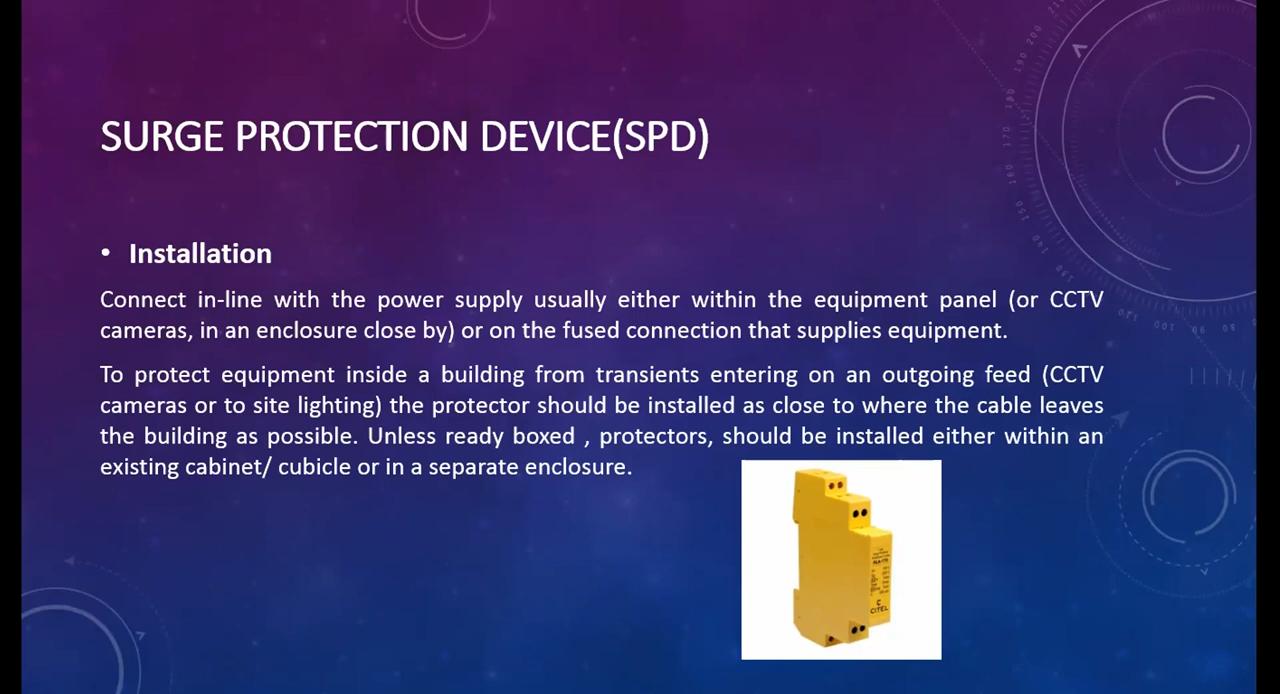 SURGE PROTECTION DEVICE(SPD)
• Installation
Connect in-line with the power supply usually either within the equipment panel (or CCTV
cameras, in an enclosure close by) or on the fused connection that supplies equipment.
To protect equipment inside a building from transients entering on an outgoing feed (CCTV
cameras or to site lighting) the protector should be installed as close to where the cable leaves
the building as possible. Unless ready boxed , protectors, should be installed either within an
existing cabinet/ cubicle or in a separate enclosure.
CITEL